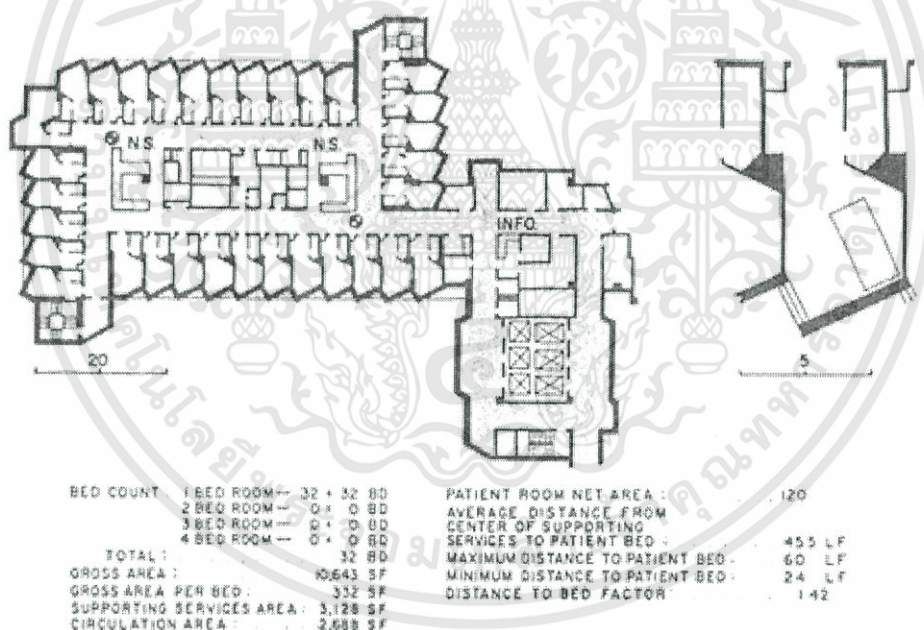 N.S.
N.S.
INFO.
20
5
BED COUNT : 1 BED ROOM -- 32 + 32 BD
2 BED ROOM -- 0 + 0 BD
3 BED ROOM -- 0 + 0 BD
4 BED ROOM -- 0 + 0 BD
TOTAL : 32 BD
GROSS AREA : 10,643 SF
GROSS AREA PER BED : 332 SF
SUPPORTING SERVICES AREA : 3,128 SF
CIRCULATION AREA : 2,688 SF
PATIENT ROOM NET AREA : 120
AVERAGE DISTANCE FROM
CENTER OF SUPPORTING
SERVICES TO PATIENT BED : 45.5 LF
MAXIMUM DISTANCE TO PATIENT BED : 60 LF
MINIMUM DISTANCE TO PATIENT BED : 24 LF
DISTANCE TO BED FACTOR : 1.42